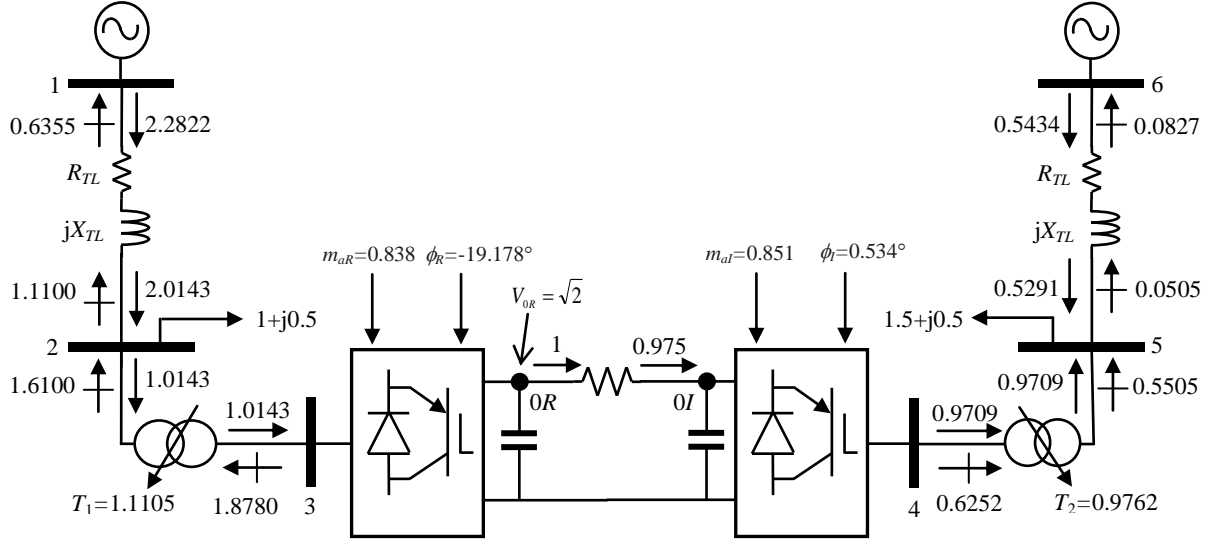 1
6
0.6355
2.2822
0.5434
0.0827
R_TL
R_TL
jX_TL
jX_TL
m_aR=0.838
ϕ_R=-19.178°
m_aI=0.851
ϕ_I=0.534°
1.1100
2.0143
V_0R = √2
0.5291
0.0505
1+j0.5
1.5+j0.5
2
1
0.975
5
1.6100
1.0143
0R
0I
0.9709
0.5505
1.0143
0.9709
T_1=1.1105
1.8780
3
4
0.6252
T_2=0.9762